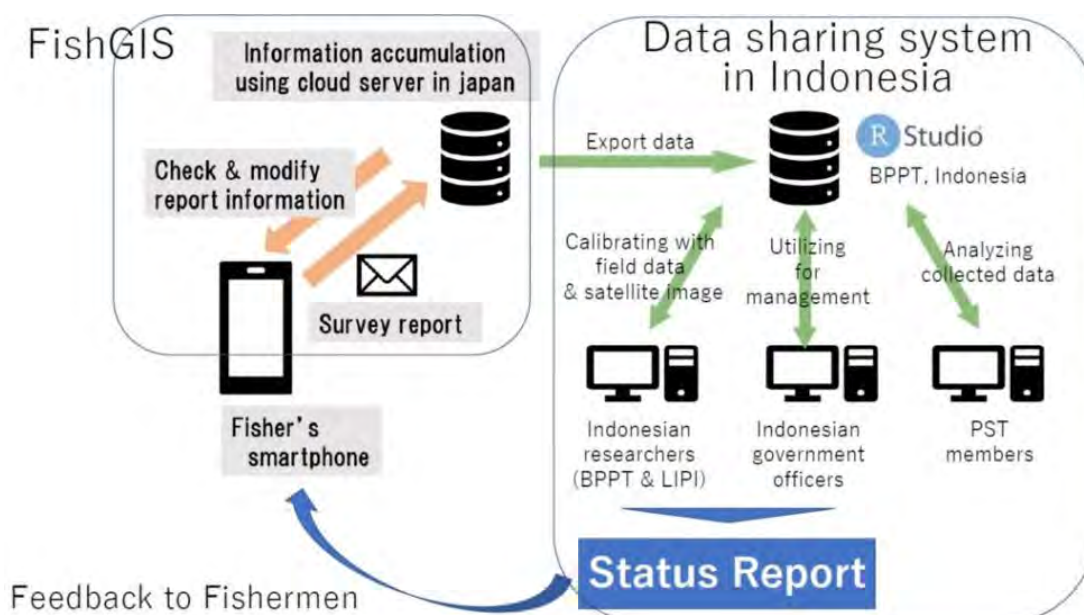 FishGIS
Information accumulation
using cloud server in japan
Check & modify
report information
Survey report
Fisher's
smartphone
Data sharing system
in Indonesia
Export data
R Studio
BPPT, Indonesia
Calibrating with
field data
& satellite image
Utilizing
for
management
Analyzing
collected data
Indonesian
researchers
(BPPT & LIPI)
Indonesian
government
officers
PST
members
Status Report
Feedback to Fishermen